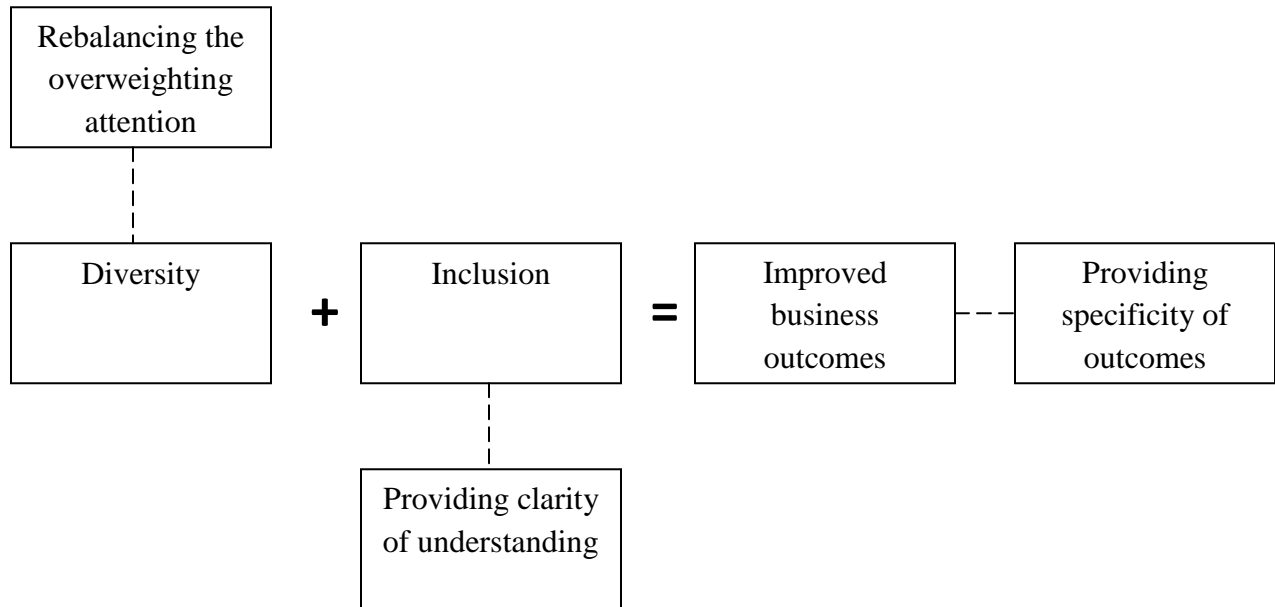 Rebalancing the
overweighting
attention
Diversity
+
Inclusion
=
Improved
business
outcomes
Providing
specificity of
outcomes
Providing clarity
of understanding